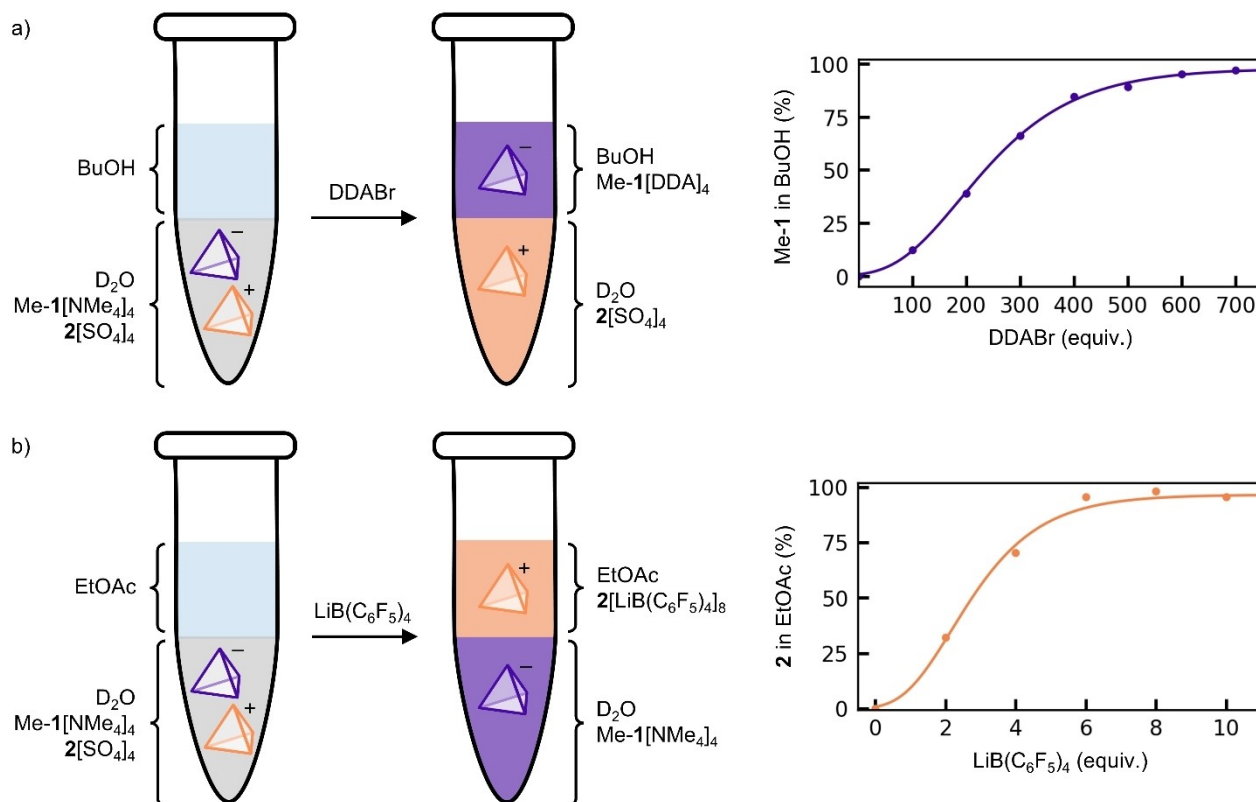 a)
BuOH
D₂O
Me-1[NMe₄]₄
2[SO₄]₄
−
+
DDABr
−
+
BuOH
Me-1[DDA]₄
D₂O
2[SO₄]₄
Me-1 in BuOH (%)
100
75
50
25
0
100 200 300 400 500 600 700
DDABr (equiv.)
b)
EtOAc
D₂O
Me-1[NMe₄]₄
2[SO₄]₄
−
+
LiB(C₆F₅)₄
+
−
EtOAc
2[LiB(C₆F₅)₄]₈
D₂O
Me-1[NMe₄]₄
2 in EtOAc (%)
100
75
50
25
0
0 2 4 6 8 10
LiB(C₆F₅)₄ (equiv.)